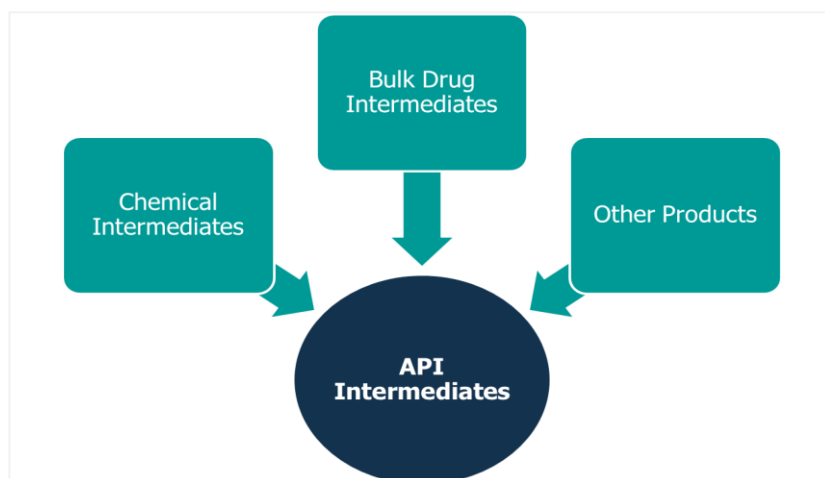 Bulk Drug
Intermediates
Chemical
Intermediates
Other Products
API
Intermediates